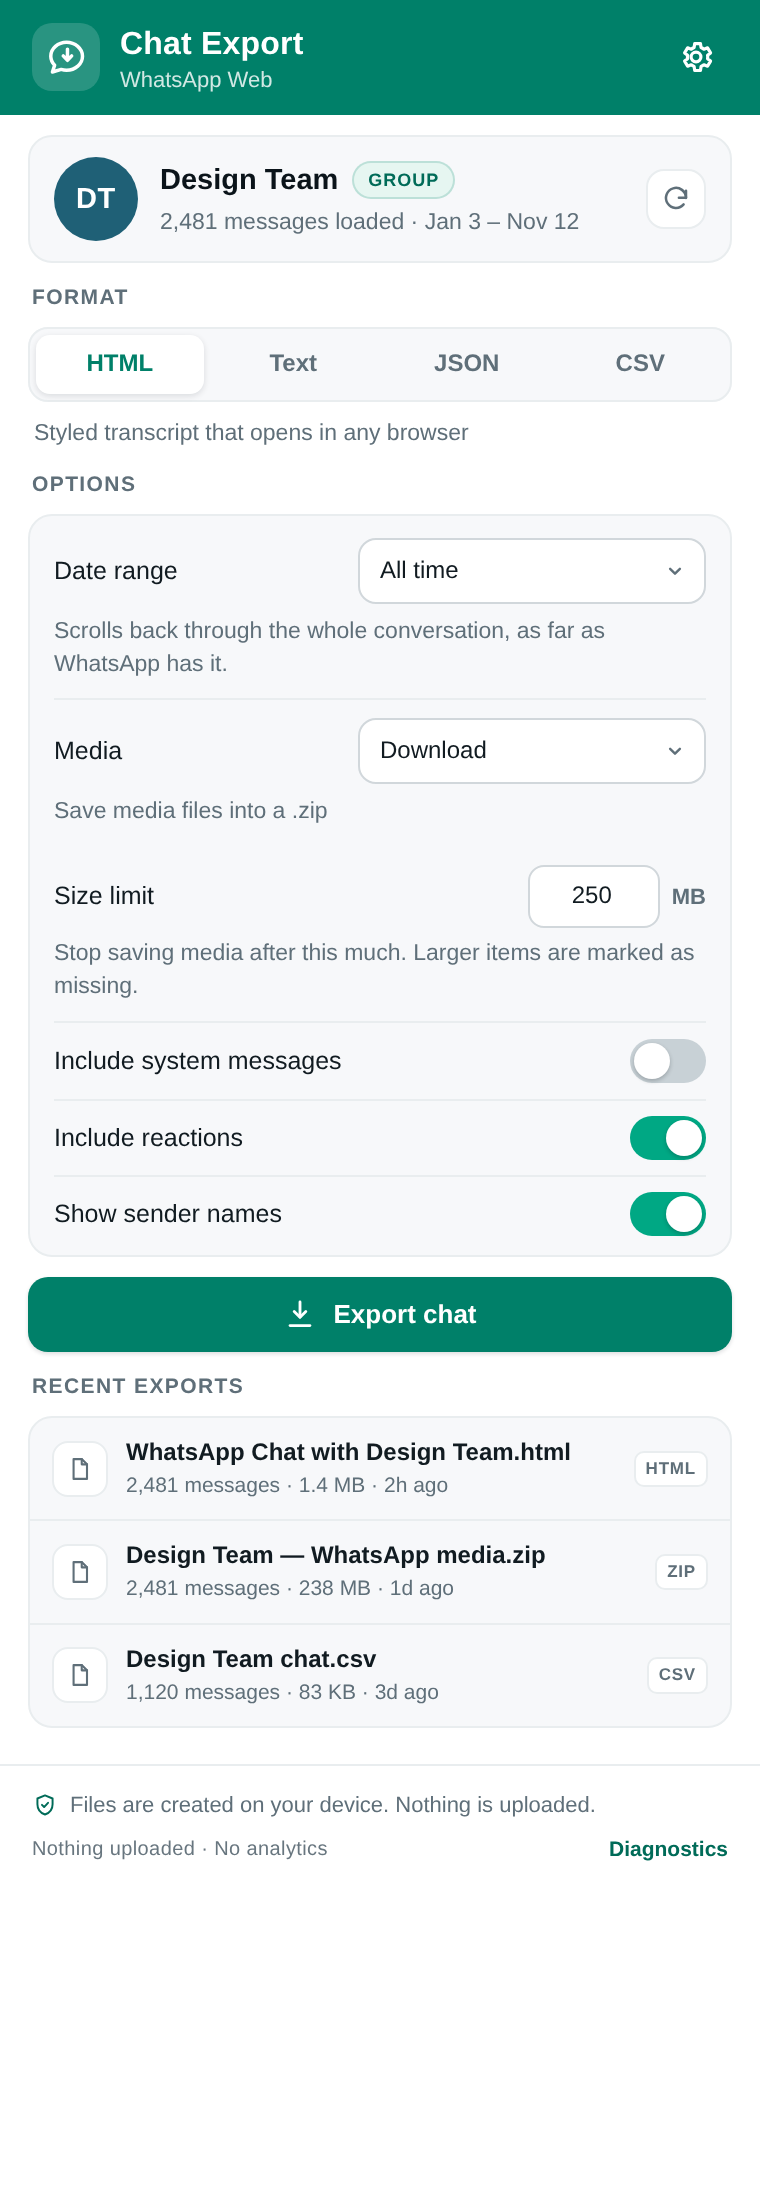 Chat Export
WhatsApp Web
DT
Design Team GROUP
2,481 messages loaded · Jan 3 – Nov 12
FORMAT
HTML Text JSON CSV
Styled transcript that opens in any browser
OPTIONS
Date range All time
Scrolls back through the whole conversation, as far as
WhatsApp has it.
Media Download
Save media files into a .zip
Size limit 250 MB
Stop saving media after this much. Larger items are marked as
missing.
Include system messages
Include reactions
Show sender names
Export chat
RECENT EXPORTS
WhatsApp Chat with Design Team.html
2,481 messages · 1.4 MB · 2h ago
HTML
Design Team — WhatsApp media.zip
2,481 messages · 238 MB · 1d ago
ZIP
Design Team chat.csv
1,120 messages · 83 KB · 3d ago
CSV
Files are created on your device. Nothing is uploaded.
Nothing uploaded · No analytics Diagnostics